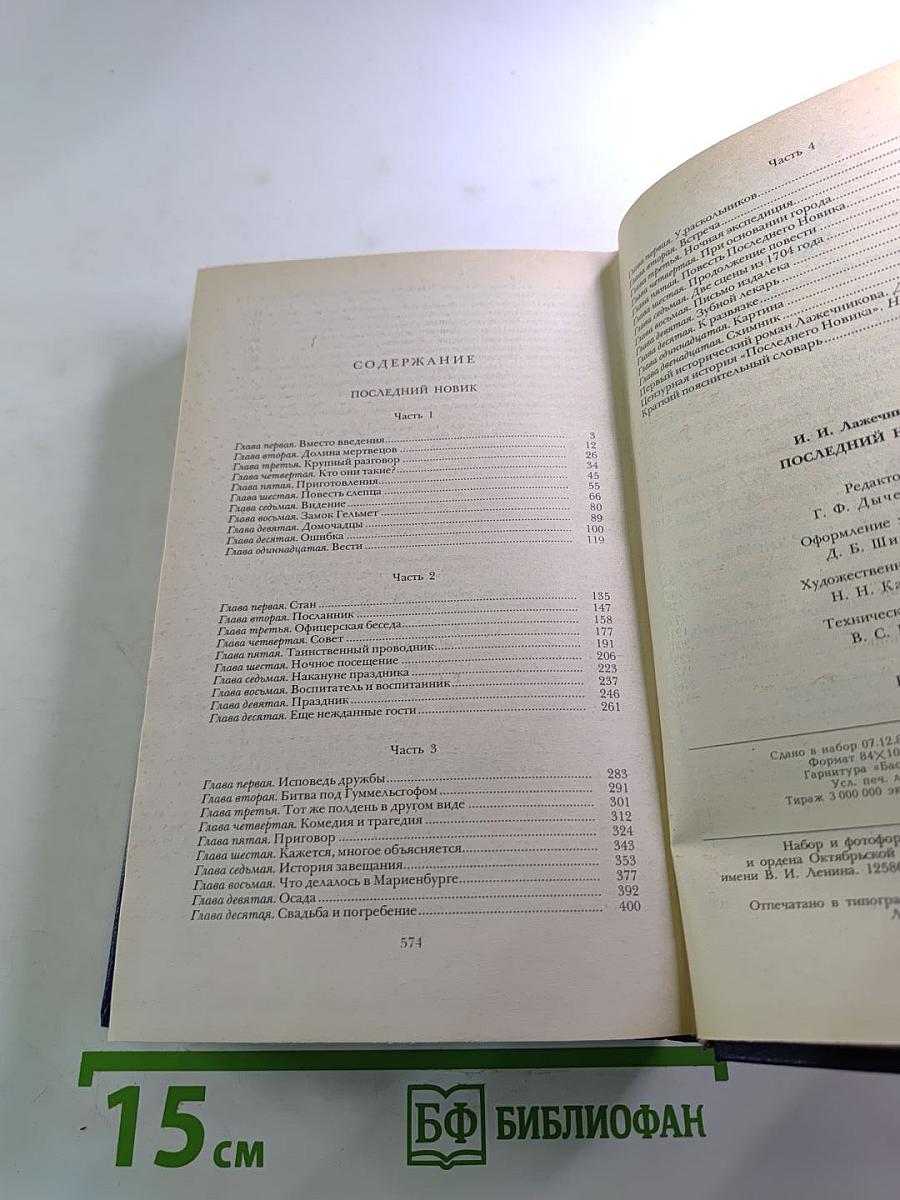 СОДЕРЖАНИЕ
ПОСЛЕДНИЙ НОВИК
Часть 1
Глава первая. Вместо введения 3
Глава вторая. Долина мертвецов 12
Глава третья. Крупный разговор 26
Глава четвертая. Кто они такие? 34
Глава пятая. Приготовления 45
Глава шестая. Повесть слепца 55
Глава седьмая. Видение 66
Глава восьмая. Замок Гельмет 80
Глава девятая. Домочадцы 89
Глава десятая. Ошибка 100
Глава одиннадцатая. Вести 119
Часть 2
Глава первая. Стан 135
Глава вторая. Посланник 147
Глава третья. Офицерская беседа 158
Глава четвертая. Совет 177
Глава пятая. Таинственный проводник 191
Глава шестая. Ночное посещение 206
Глава седьмая. Накануне праздника 223
Глава восьмая. Воспитатель и воспитанник 237
Глава девятая. Праздник 246
Глава десятая. Еще нежданные гости 261
Часть 3
Глава первая. Исповедь дружбы 283
Глава вторая. Битва под Гуммельсгофом 291
Глава третья. Тот же полдень в другом виде 301
Глава четвертая. Комедия и трагедия 312
Глава пятая. Приговор 324
Глава шестая. Кажется, многое объясняется 343
Глава седьмая. История завещания 353
Глава восьмая. Что делалось в Мариенбурге 377
Глава девятая. Осада 392
Глава десятая. Свадьба и погребение 400
574
Часть 4
Глава первая. У раскольников
Глава вторая. Встреча
Глава третья. Ночная экспедиция
Глава четвертая. При основании города
Глава пятая. Повесть Последнего Новика
Глава шестая. Продолжение повести
Глава седьмая. Две сцены из 1704 года
Глава восьмая. Письмо издалека
Глава девятая. Зубной лекарь
Глава десятая. К развязке
Глава одиннадцатая. Картина
Глава двенадцатая. Схимник
Первый исторический роман Лажечникова.
Цензурная история «Последнего Новика».
Краткий пояснительный словарь
И. И. Лажечни
ПОСЛЕДНИЙ Н
Редакто
Г. Ф. Дыче
Оформление
Д. Б. Ши
Художественн
Н. Н. Ка
Техническ
В. С.
Сдано в набор 07.12.8
Формат 84×10
Гарнитура «Бас
Усл. печ. л
Тираж 3 000 000 эк
Набор и фотофор
и ордена Октябрьской
имени В. И. Ленина. 12586
Отпечатано в типогра
15 см
БФ БИБЛИОФАН